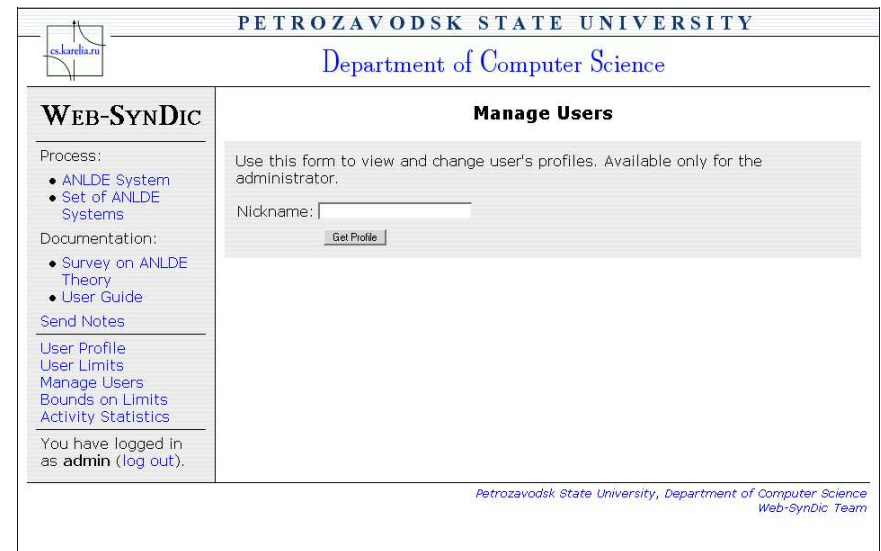 PETROZAVODSK STATE UNIVERSITY
cs.karelia.ru
Department of Computer Science
WEB-SYNDIC
Process:
ANLDE System
Set of ANLDE
Systems
Documentation:
Survey on ANLDE
Theory
User Guide
Send Notes
User Profile
User Limits
Manage Users
Bounds on Limits
Activity Statistics
You have logged in
as admin (log out).
Manage Users
Use this form to view and change user's profiles. Available only for the
administrator.
Nickname:
Get Profile
Petrozavodsk State University, Department of Computer Science
Web-SynDic Team